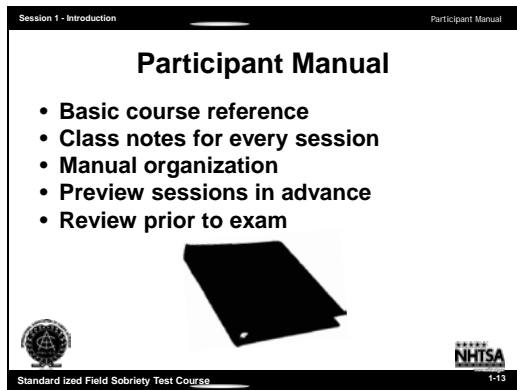 Session 1 - Introduction
Participant Manual
Participant Manual
• Basic course reference
• Class notes for every session
• Manual organization
• Preview sessions in advance
• Review prior to exam
NHTSA
Standard ized Field Sobriety Test Course
1-13